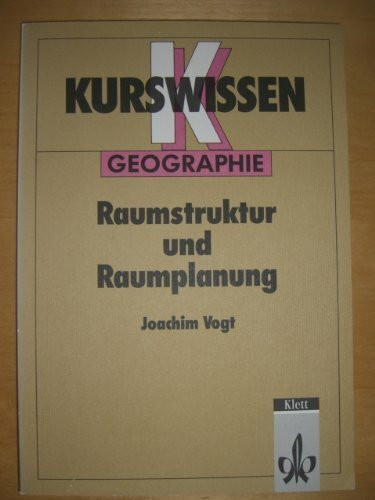 K
KURSWISSEN
GEOGRAPHIE
Raumstruktur
und
Raumplanung
Joachim Vogt
Klett